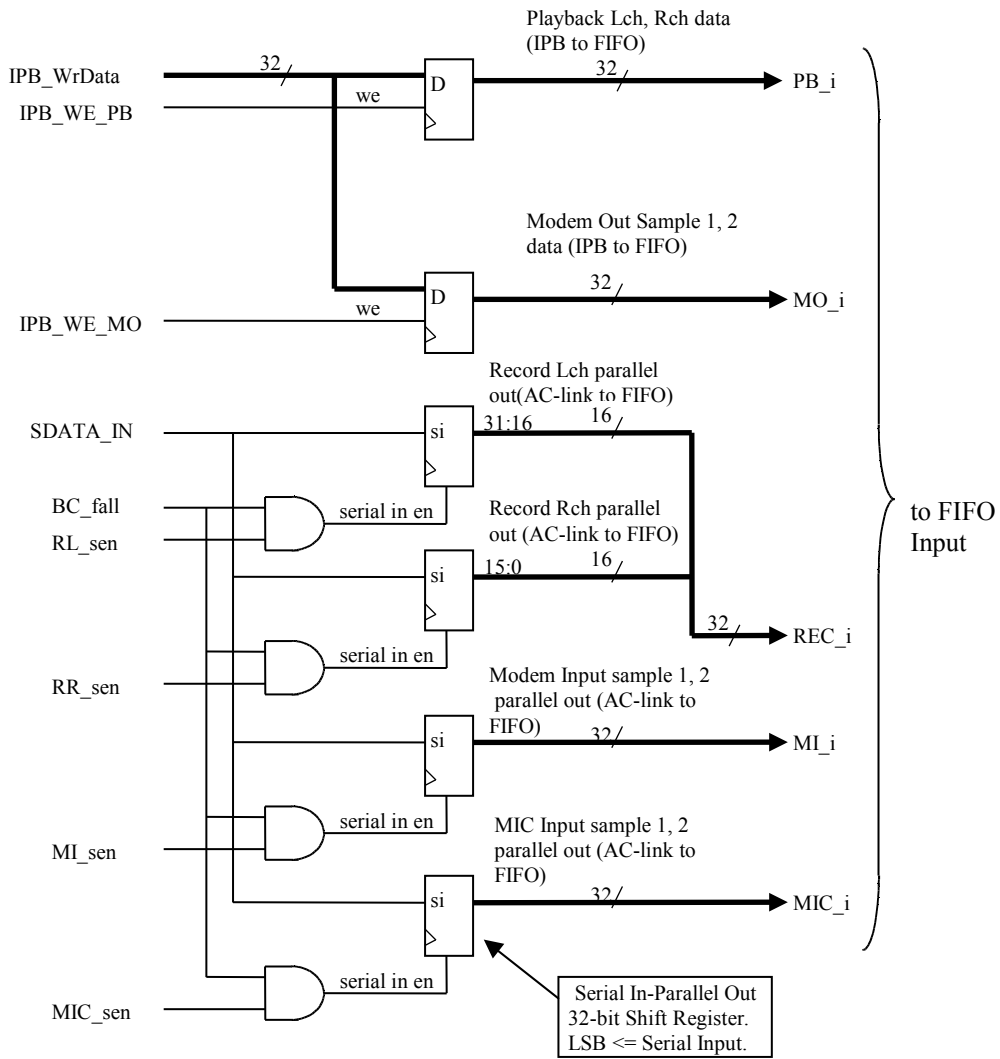 Playback Lch, Rch data
(IPB to FIFO)
IPB_WrData
32
D
32
PB_i
we
IPB_WE_PB
Modem Out Sample 1, 2
data (IPB to FIFO)
D
32
MO_i
we
IPB_WE_MO
Record Lch parallel
out(AC-link to FIFO)
SDATA_IN
si
31:16
16
BC_fall
serial in en
RL_sen
Record Rch parallel
out (AC-link to FIFO)
to FIFO
Input
si
15:0
16
32
REC_i
serial in en
RR_sen
Modem Input sample 1, 2
parallel out (AC-link to
FIFO)
si
32
MI_i
serial in en
MI_sen
MIC Input sample 1, 2
parallel out (AC-link to
FIFO)
si
32
MIC_i
serial in en
MIC_sen
Serial In-Parallel Out
32-bit Shift Register.
LSB <= Serial Input.